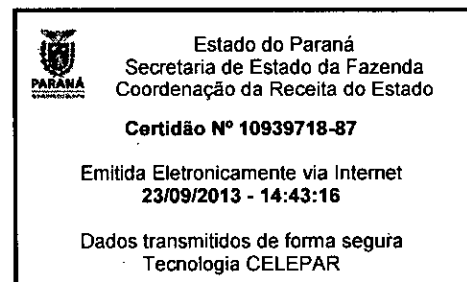 PARANÁ
Estado do Paraná
Secretaria de Estado da Fazenda
Coordenação da Receita do Estado
Certidão Nº 10939718-87
Emitida Eletronicamente via Internet
23/09/2013 - 14:43:16
Dados transmitidos de forma segura
Tecnologia CELEPAR